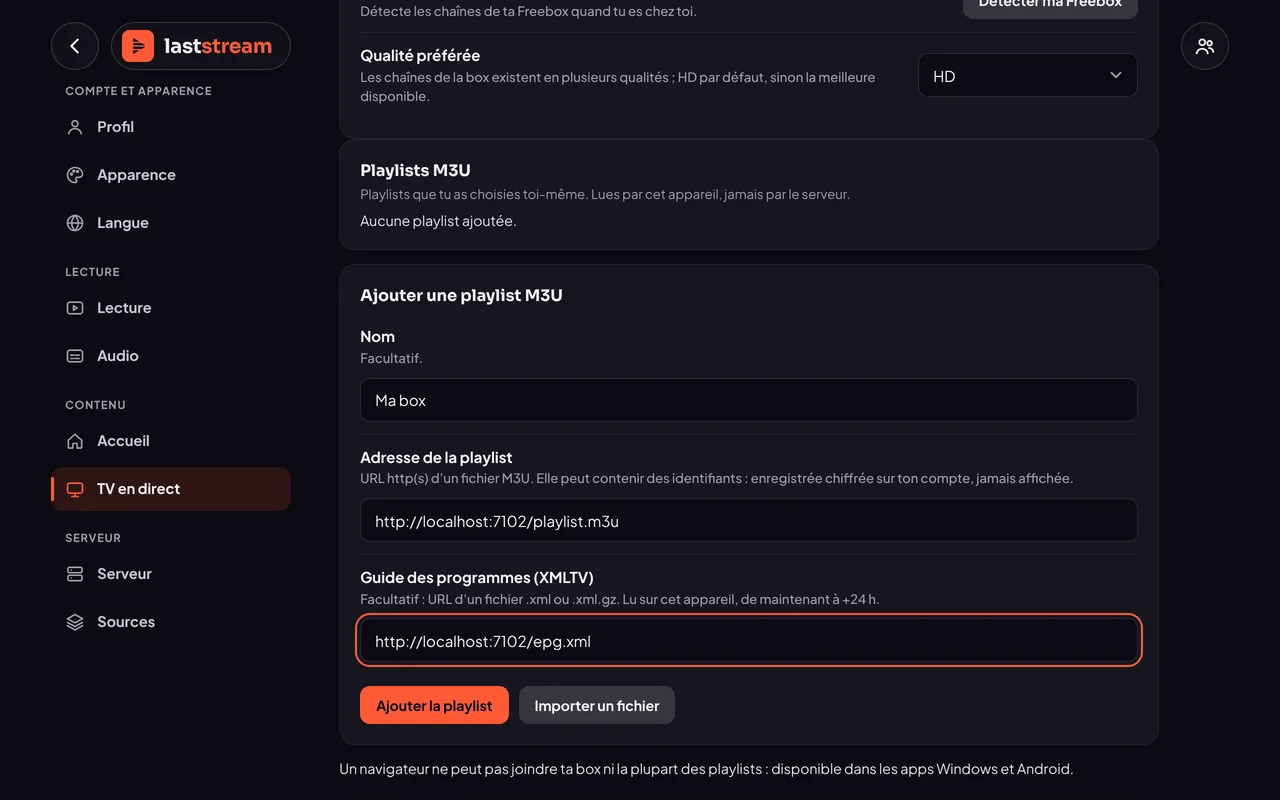 laststream
COMPTE ET APPARENCE
Profil
Apparence
Langue
LECTURE
Lecture
Audio
CONTENU
Accueil
TV en direct
SERVEUR
Serveur
Sources
Détecte les chaînes de ta Freebox quand tu es chez toi.
Détecter ma Freebox
Qualité préférée
Les chaînes de la box existent en plusieurs qualités ; HD par défaut, sinon la meilleure
disponible.
HD
Playlists M3U
Playlists que tu as choisies toi-même. Lues par cet appareil, jamais par le serveur.
Aucune playlist ajoutée.
Ajouter une playlist M3U
Nom
Facultatif.
Ma box
Adresse de la playlist
URL http(s) d’un fichier M3U. Elle peut contenir des identifiants : enregistrée chiffrée sur ton compte, jamais affichée.
http://localhost:7102/playlist.m3u
Guide des programmes (XMLTV)
Facultatif : URL d’un fichier .xml ou .xml.gz. Lu sur cet appareil, de maintenant à +24 h.
http://localhost:7102/epg.xml
Ajouter la playlist
Importer un fichier
Un navigateur ne peut pas joindre ta box ni la plupart des playlists : disponible dans les apps Windows et Android.